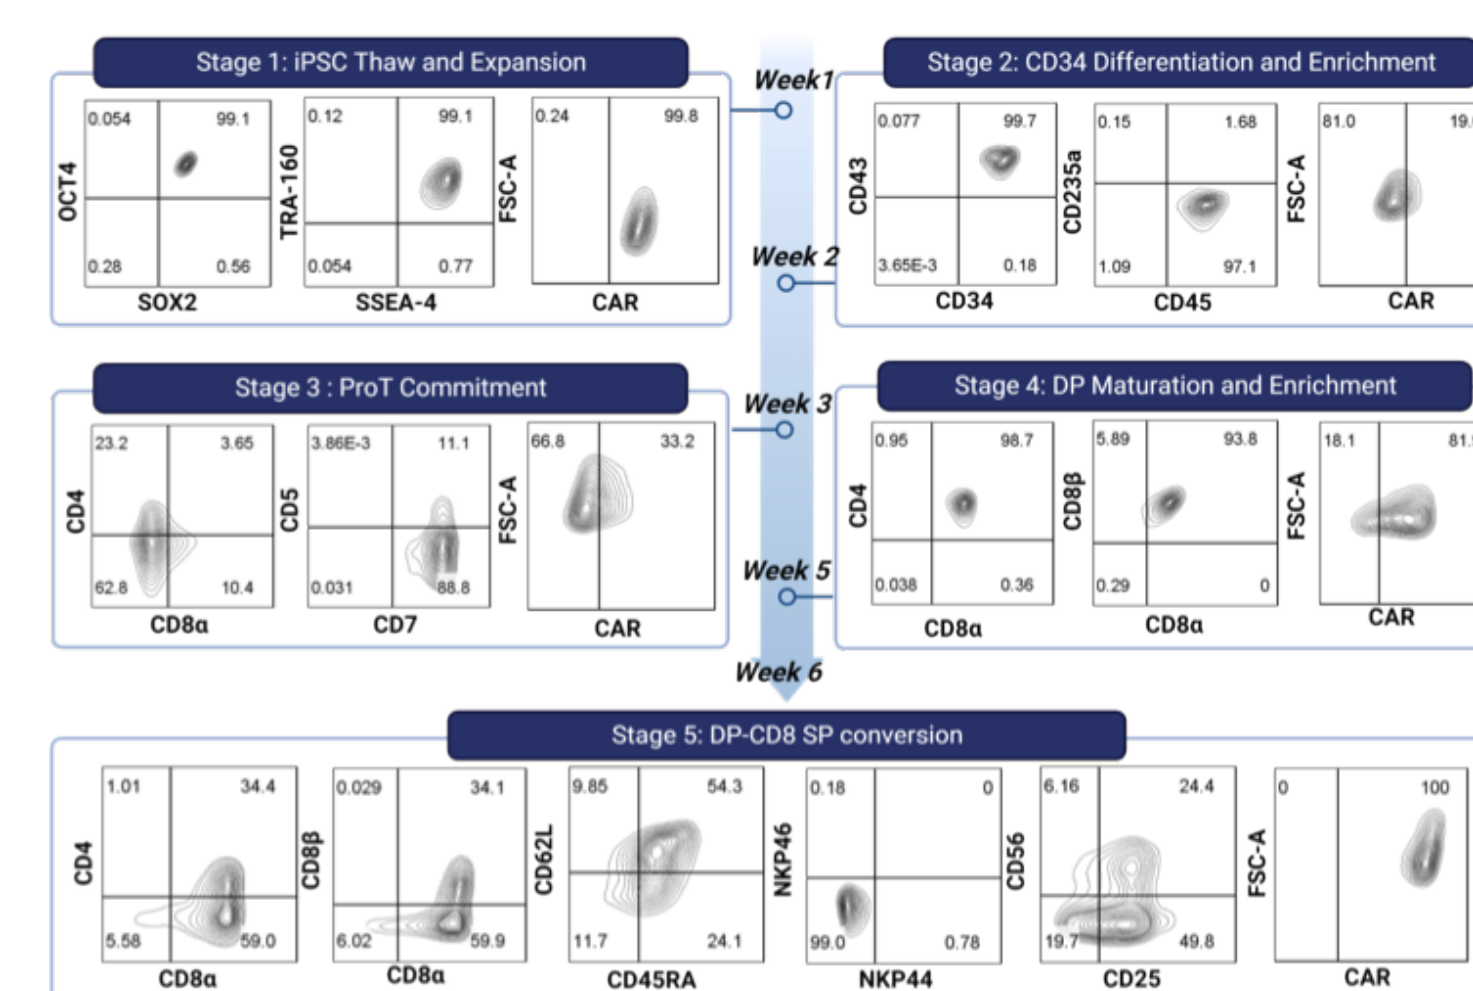 Stage 1: iPSC Thaw and Expansion
0.054 99.1
OCT4
0.28 0.56
SOX2
0.12 99.1
TRA-160
0.054 0.77
SSEA-4
0.24 99.8
FSC-A
CAR
Week1
Stage 2: CD34 Differentiation and Enrichment
0.077 99.7
CD43
3.65E-3 0.18
CD34
0.15 1.68
CD235a
1.09 97.1
CD45
81.0
FSC-A
CAR
Week 2
Stage 3 : ProT Commitment
23.2 3.65
CD4
62.8 10.4
CD8α
3.86E-3 11.1
CD5
0.031 88.8
CD7
66.8 33.2
FSC-A
CAR
Week 3
Stage 4: DP Maturation and Enrichment
0.95 98.7
CD4
0.038 0.36
CD8α
5.89 93.8
CD8β
0.29 0
CD8α
18.1
FSC-A
CAR
Week 5
Week 6
Stage 5: DP-CD8 SP conversion
1.01 34.4
CD4
5.58 59.0
CD8α
0.029 34.1
CD8β
6.02 59.9
CD8α
9.85 54.3
CD62L
11.7 24.1
CD45RA
0.18 0
NKP46
99.0 0.78
NKP44
6.16 24.4
CD56
19.7 49.8
CD25
0 100
FSC-A
CAR